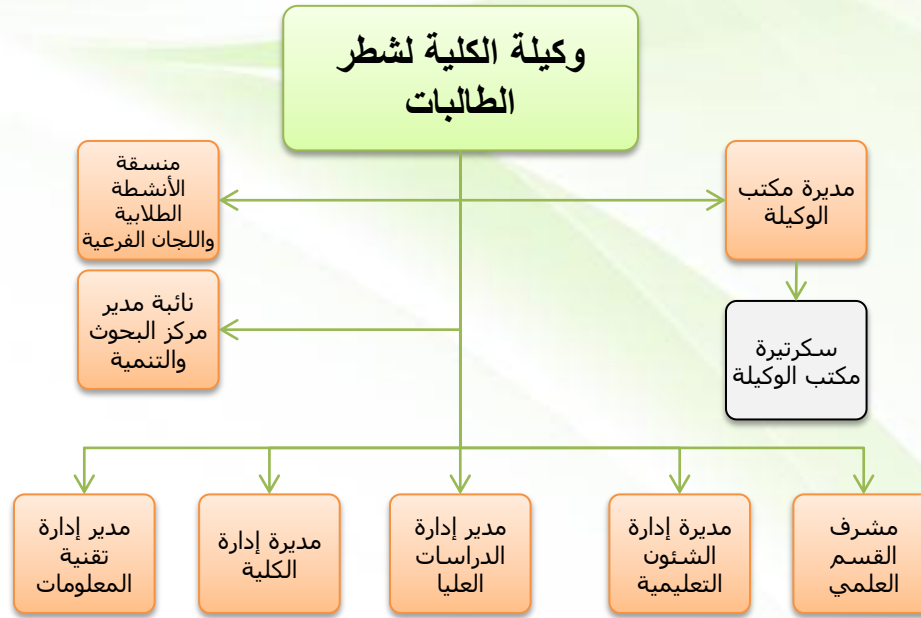 وكيلة الكلية لشطر
الطالبات
مديرة مكتب
الوكيلة
منسقة
الأنشطة
الطلابية
واللجان الفرعية
سكرتيرة
مكتب الوكيلة
نائبة مدير
مركز البحوث
والتنمية
مشرف
القسم
العلمي
مديرة إدارة
الشئون
التعليمية
مدير إدارة
الدراسات
العليا
مديرة إدارة
الكلية
مدير إدارة
تقنية
المعلومات